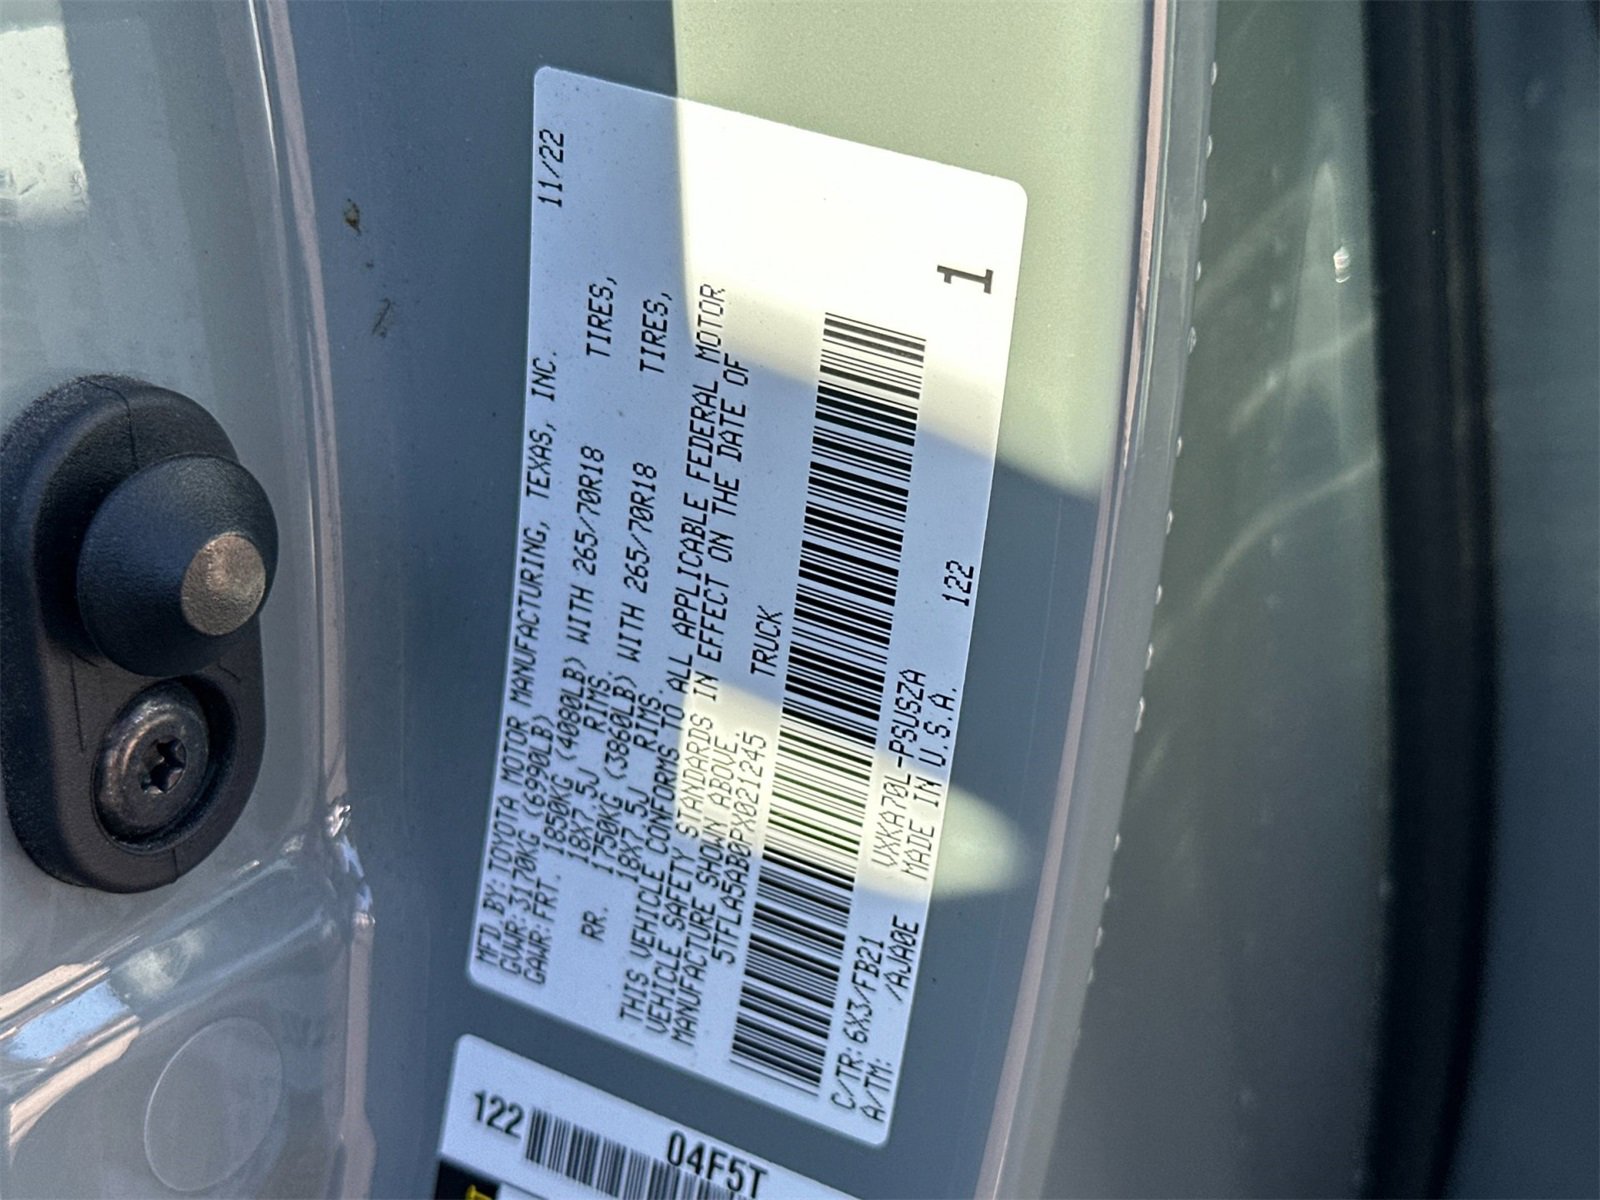 MFD.BY:TOYOTA MOTOR MANUFACTURING, TEXAS, INC. 11/22
GVWR:3170KG (6990LB)
GAWR:FRT. 1850KG (4080LB) WITH 265/70R18 TIRES,
18X7.5J RIMS.
RR. 1750KG (3860LB) WITH 265/70R18 TIRES,
18X7.5J RIMS.
THIS VEHICLE CONFORMS TO ALL APPLICABLE FEDERAL MOTOR
VEHICLE SAFETY STANDARDS IN EFFECT ON THE DATE OF
MANUFACTURE SHOWN ABOVE.
5TFLA5AB0PX021245 TRUCK
1
C/TR:6X3/FB21 VXKA70L-PSUSZA 122
A/TM: /AJA0E MADE IN U.S.A.
122 04F5T